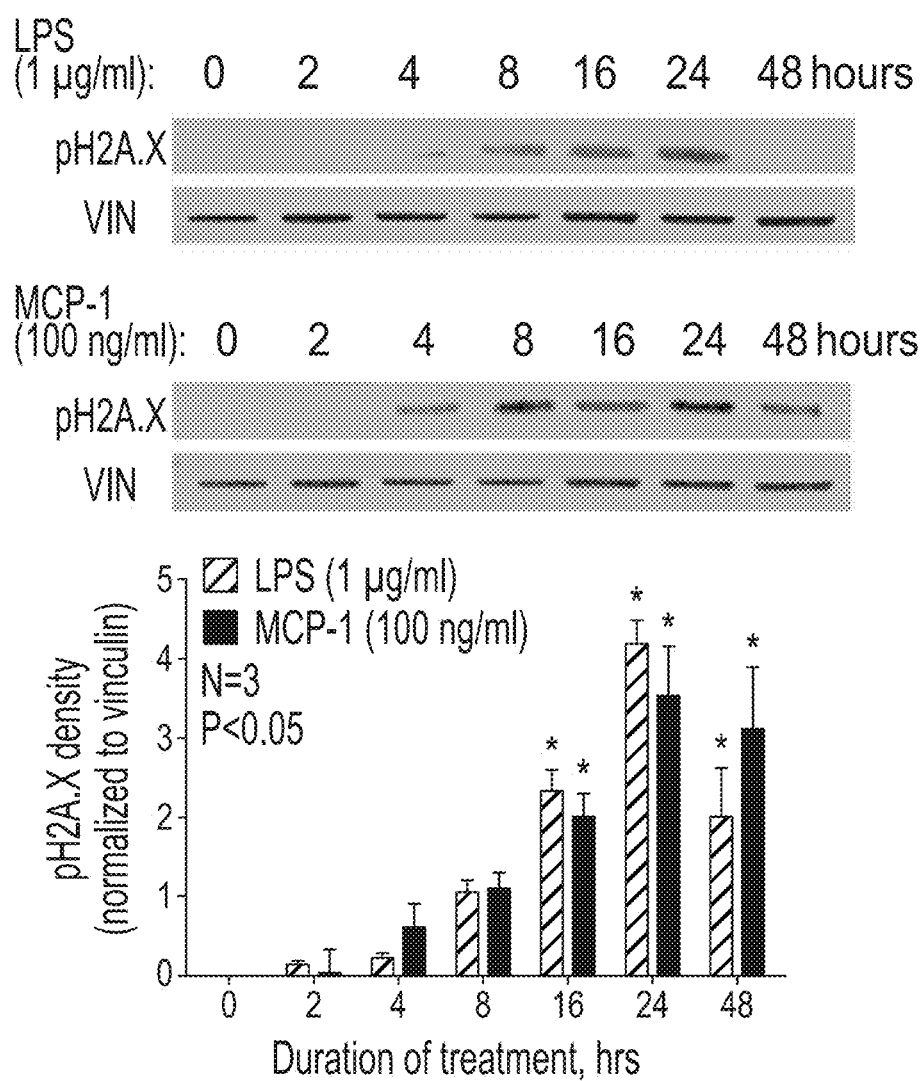 LPS
(1 µg/ml): 0 2 4 8 16 24 48 hours
pH2A.X
VIN
MCP-1
(100 ng/ml): 0 2 4 8 16 24 48 hours
pH2A.X
VIN
LPS (1 µg/ml)
MCP-1 (100 ng/ml)
N=3
P<0.05
pH2A.X density
(normalized to vinculin)
5
4
3
2
1
0
* * * * * *
0 2 4 8 16 24 48
Duration of treatment, hrs